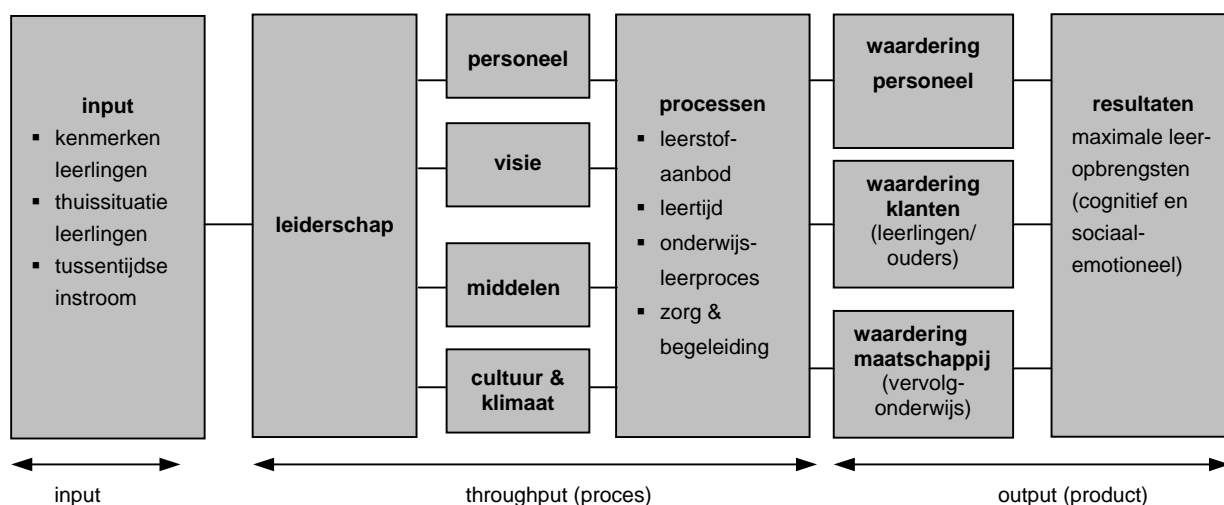 input
▪ kenmerken
leerlingen
▪ thuissituatie
leerlingen
▪ tussentijdse
instroom
leiderschap
personeel
visie
middelen
cultuur &
klimaat
processen
▪ leerstof-
aanbod
▪ leertijd
▪ onderwijs-
leerproces
▪ zorg &
begeleiding
waardering
personeel
waardering
klanten
(leerlingen/
ouders)
waardering
maatschappij
(vervolg-
onderwijs)
resultaten
maximale leer-
opbrengsten
(cognitief en
sociaal-
emotioneel)
input
throughput (proces)
output (product)